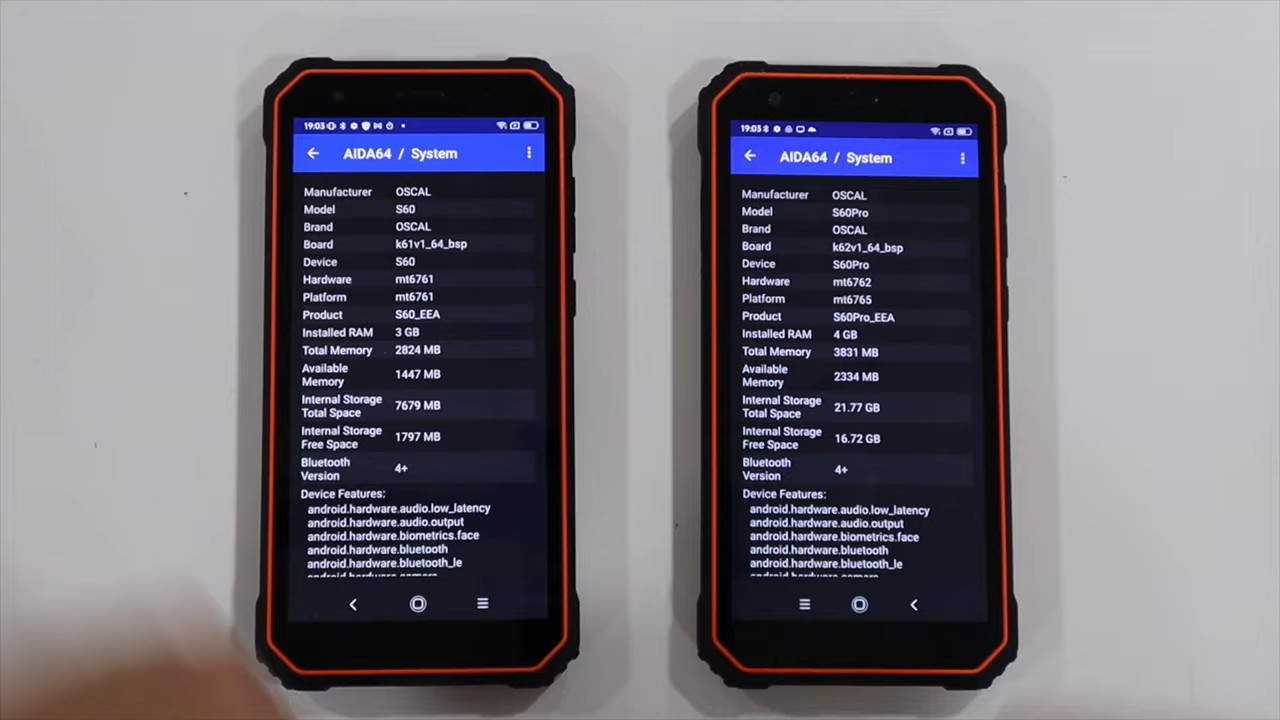 19:03
AIDA64 / System
Manufacturer OSCAL
Model S60
Brand OSCAL
Board k61v1_64_bsp
Device S60
Hardware mt6761
Platform mt6761
Product S60_EEA
Installed RAM 3 GB
Total Memory 2824 MB
Available
Memory 1447 MB
Internal Storage
Total Space 7679 MB
Internal Storage
Free Space 1797 MB
Bluetooth
Version 4+
Device Features:
android.hardware.audio.low_latency
android.hardware.audio.output
android.hardware.biometrics.face
android.hardware.bluetooth
android.hardware.bluetooth_le
19:03
AIDA64 / System
Manufacturer OSCAL
Model S60Pro
Brand OSCAL
Board k62v1_64_bsp
Device S60Pro
Hardware mt6762
Platform mt6765
Product S60Pro_EEA
Installed RAM 4 GB
Total Memory 3831 MB
Available
Memory 2334 MB
Internal Storage
Total Space 21.77 GB
Internal Storage
Free Space 16.72 GB
Bluetooth
Version 4+
Device Features:
android.hardware.audio.low_latency
android.hardware.audio.output
android.hardware.biometrics.face
android.hardware.bluetooth
android.hardware.bluetooth_le